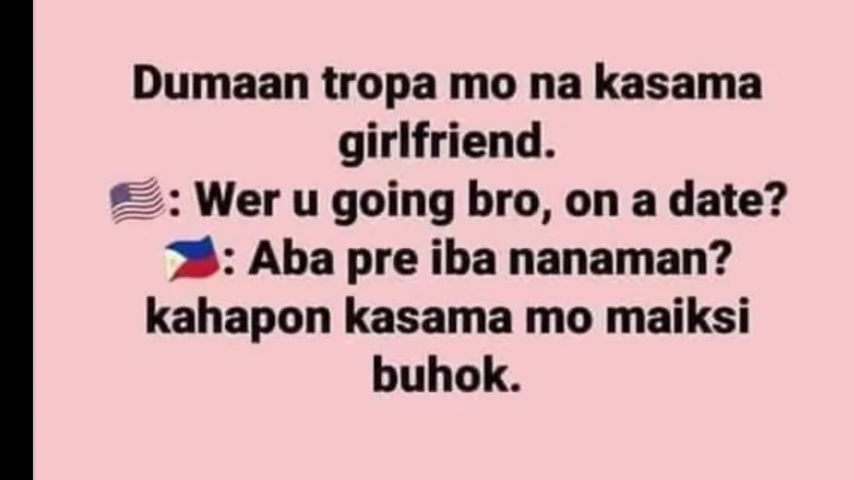 Dumaan tropa mo na kasama
girlfriend.
🇺🇸: Wer u going bro, on a date?
🇵🇭: Aba pre iba nanaman?
kahapon kasama mo maiksi
buhok.